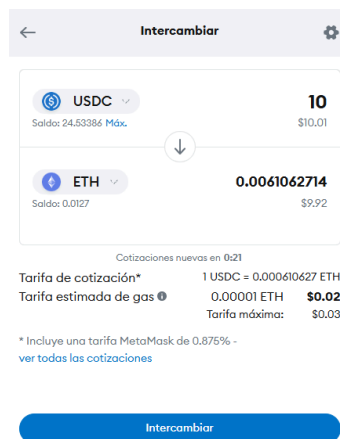 Intercambiar
USDC 10
Saldo: 24.53386 Máx. $10.01
ETH 0.0061062714
Saldo: 0.0127 $9.92
Cotizaciones nuevas en 0:21
Tarifa de cotización* 1 USDC = 0.000610627 ETH
Tarifa estimada de gas 0.00001 ETH $0.02
Tarifa máxima: $0.03
* Incluye una tarifa MetaMask de 0.875% -
ver todas las cotizaciones
Intercambiar